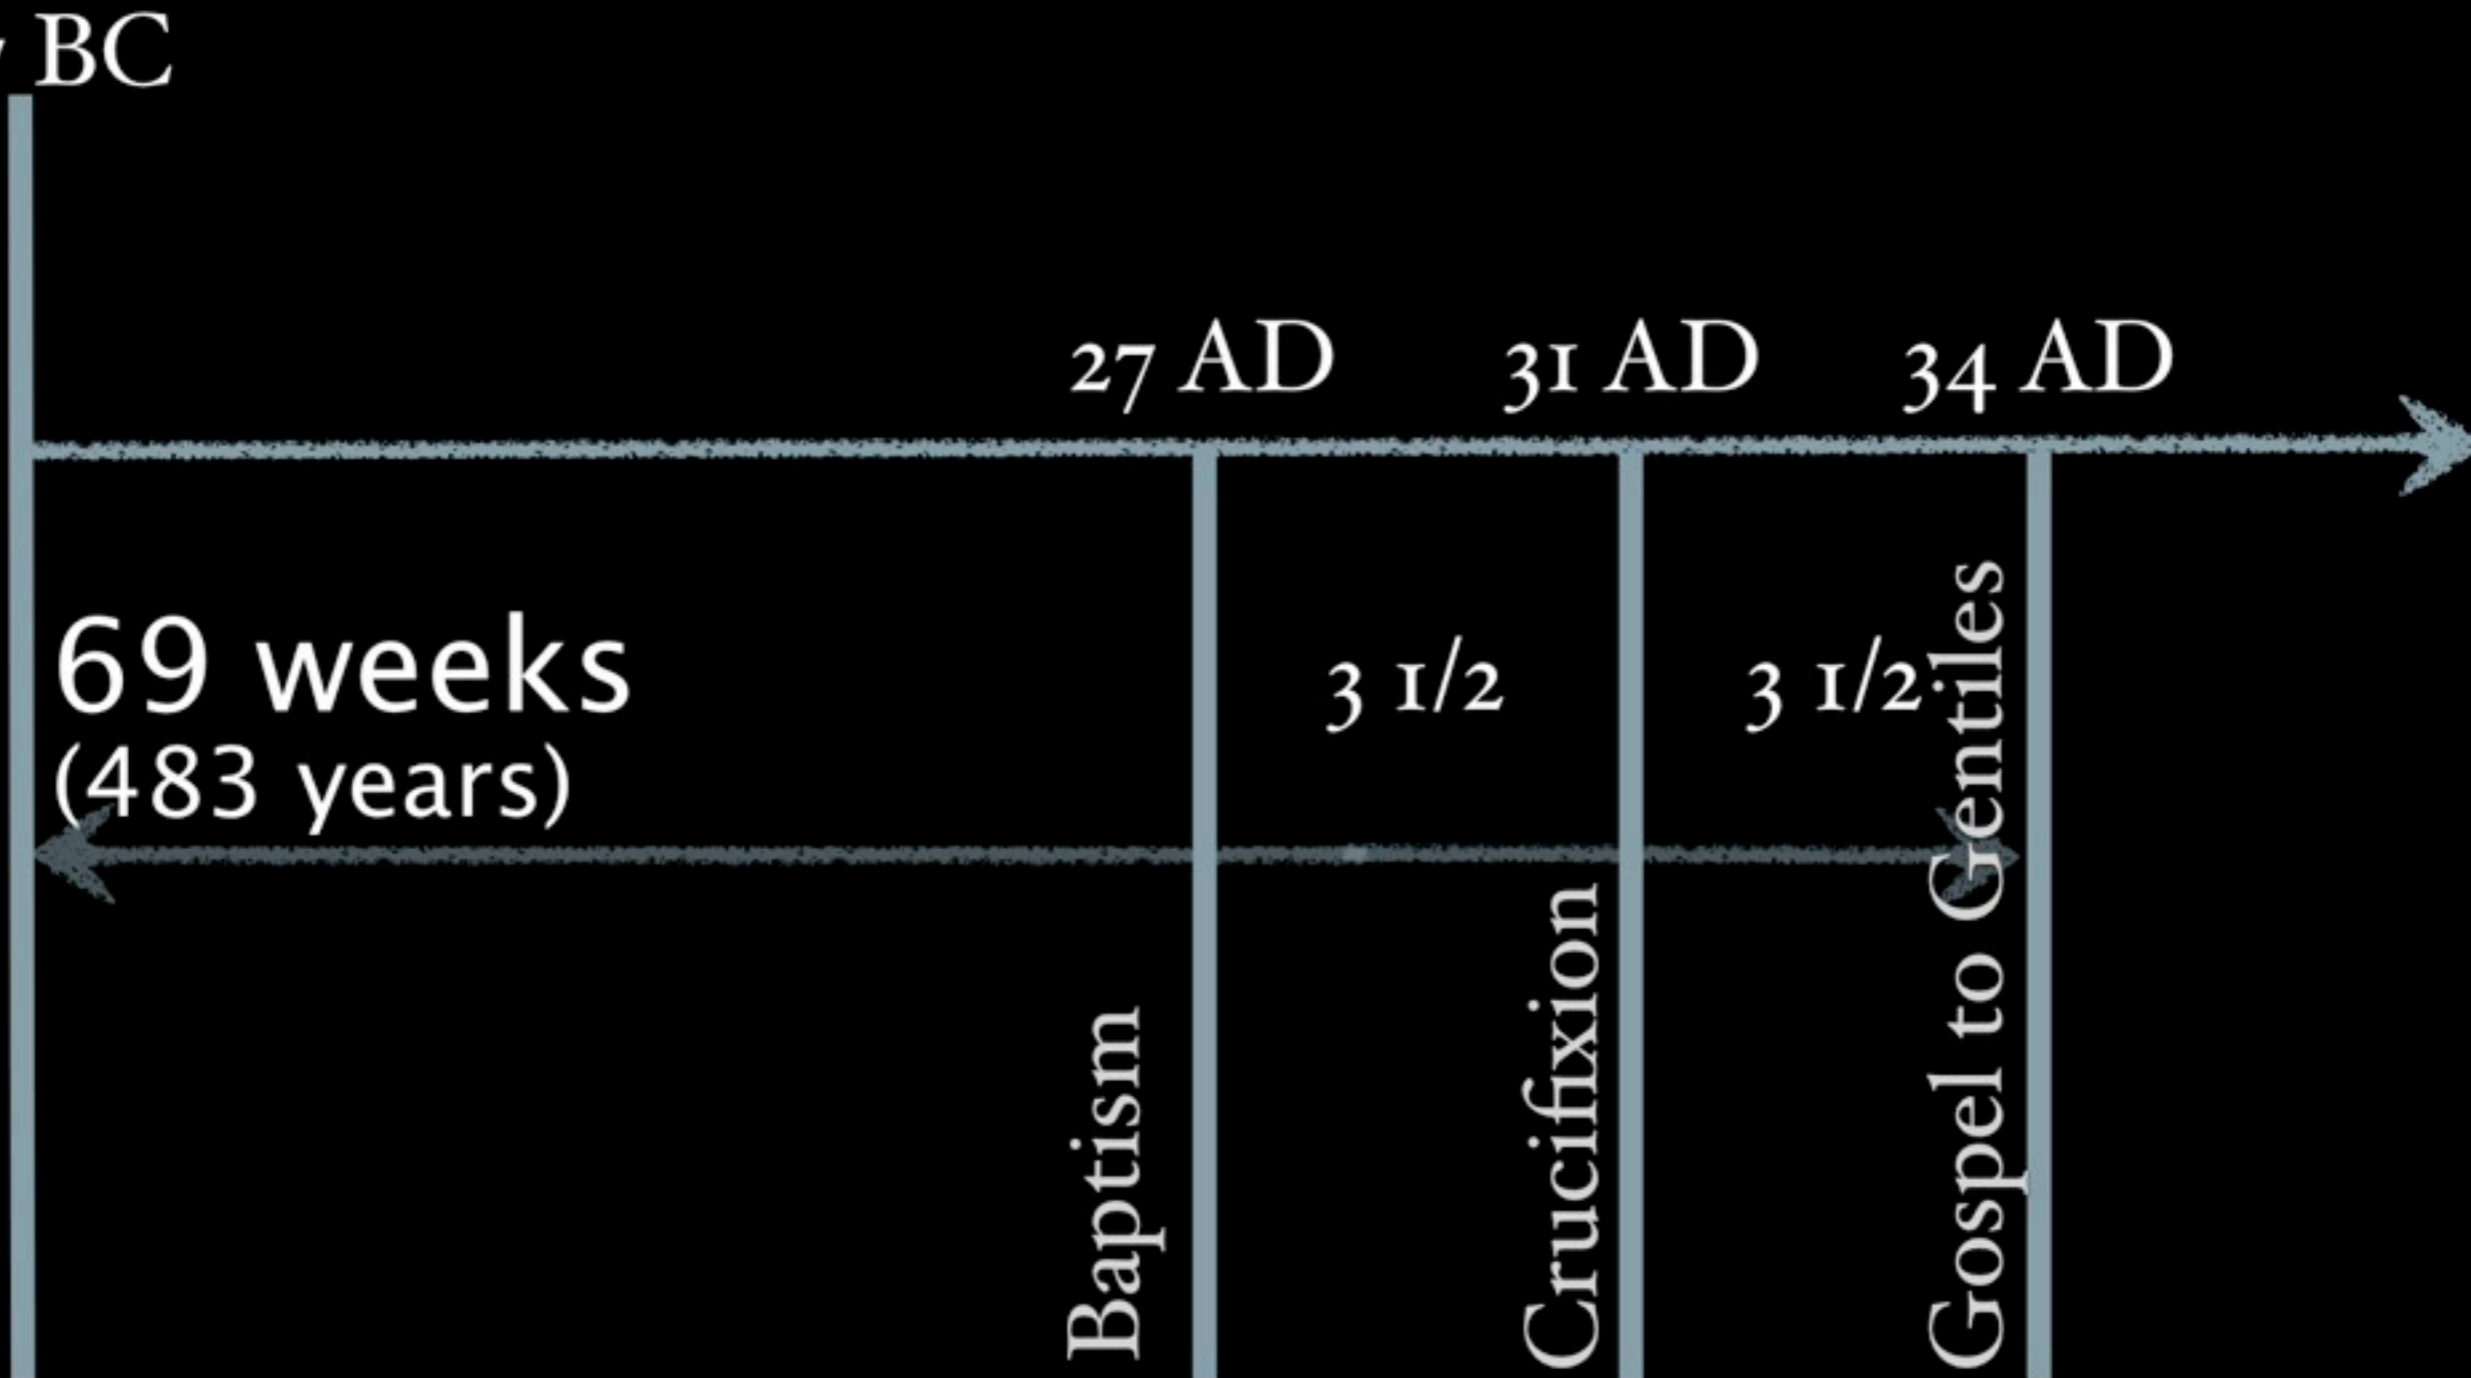 BC
27 AD
31 AD
34 AD
69 weeks
(483 years)
3 1/2
3 1/2
Baptism
Crucifixion
Gospel to Gentiles